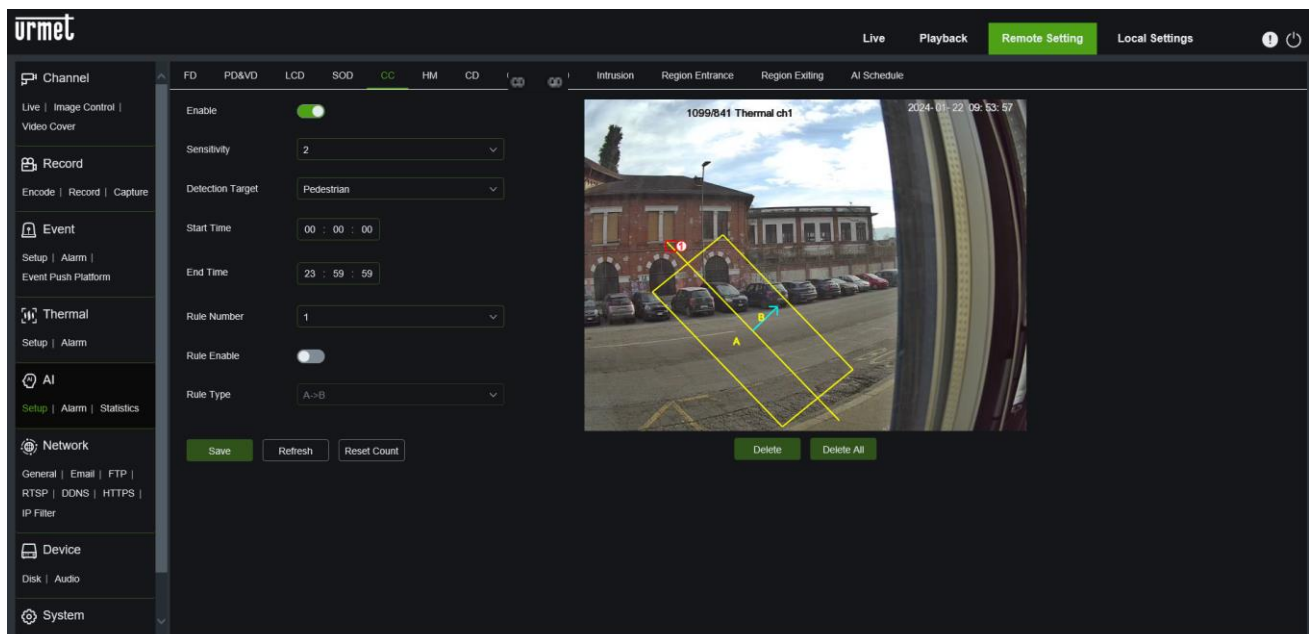 urmet
Live Playback Remote Setting Local Settings
Channel
Live | Image Control |
Video Cover
Record
Encode | Record | Capture
Event
Setup | Alarm |
Event Push Platform
Thermal
Setup | Alarm
AI
Setup | Alarm | Statistics
Network
General | Email | FTP |
RTSP | DDNS | HTTPS |
IP Filter
Device
Disk | Audio
System
FD PD&VD LCD SOD CC HM CD Intrusion Region Entrance Region Exiting AI Schedule
Enable
Sensitivity 2
Detection Target Pedestrian
Start Time 00 : 00 : 00
End Time 23 : 59 : 59
Rule Number 1
Rule Enable
Rule Type A->B
Save Refresh Reset Count
1099/841 Thermal ch1 2024-01-22 09:53:57
1
B
A
Delete Delete All